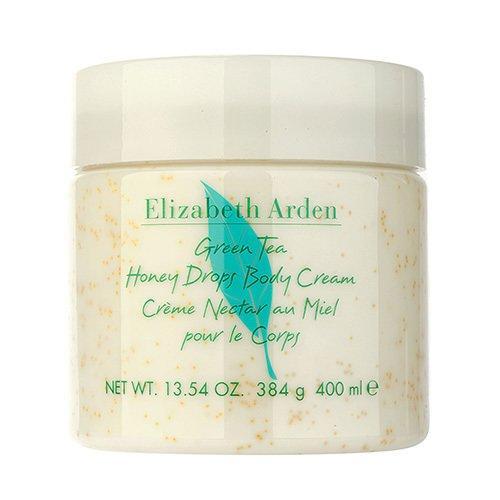 Elizabeth Arden
Green Tea
Honey Drops Body Cream
Crème Nectar au Miel
pour le Corps
NET WT. 13.54 OZ. 384 g 400 ml ℮